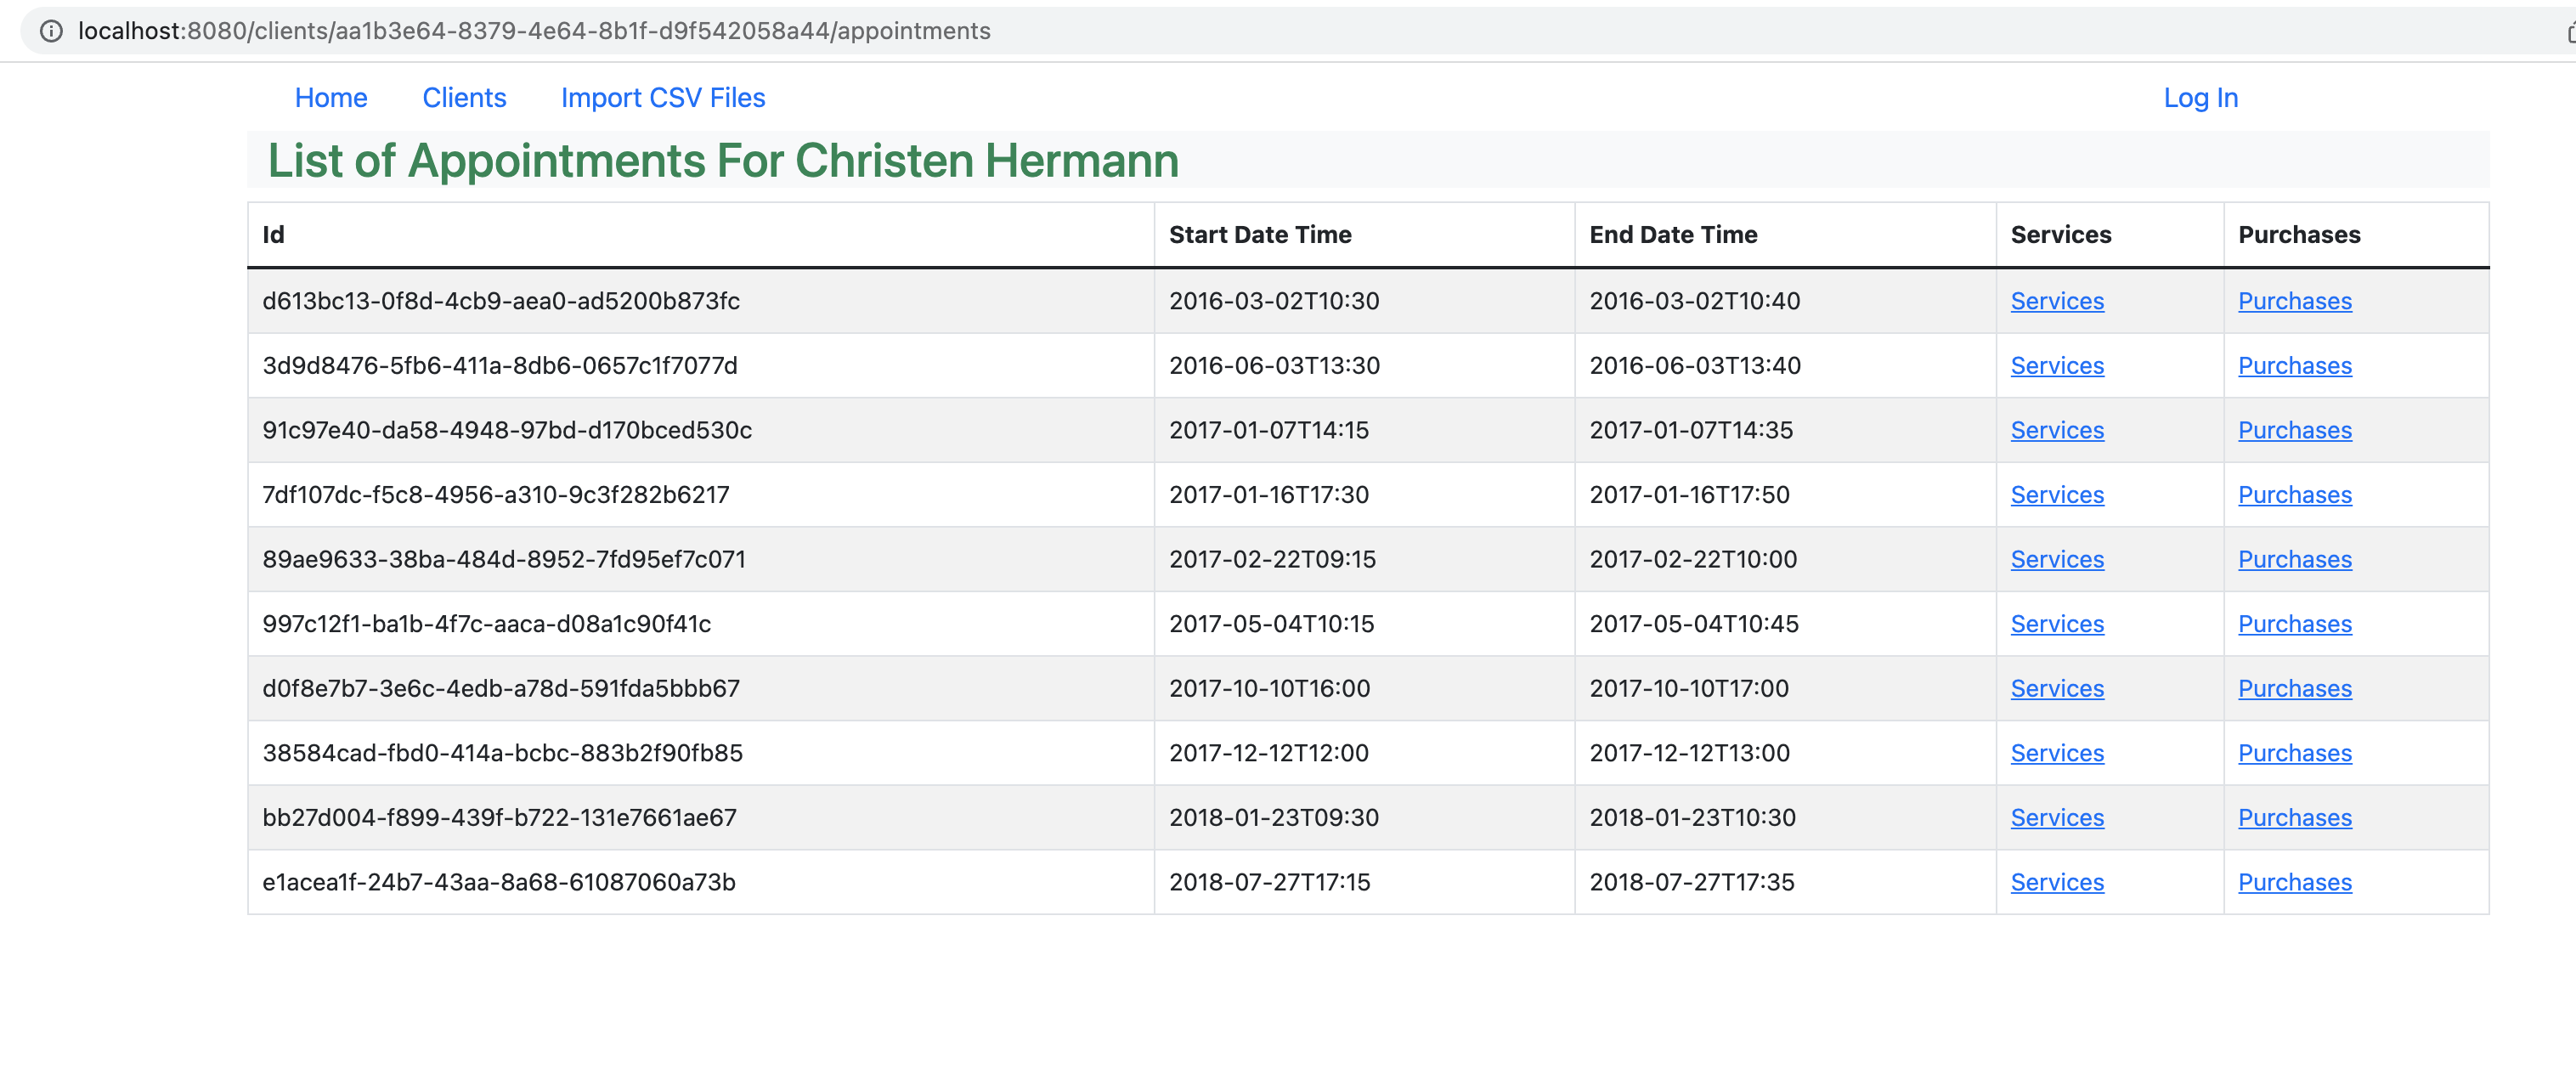 localhost:8080/clients/aa1b3e64-8379-4e64-8b1f-d9f542058a44/appointments
Home Clients Import CSV Files Log In
List of Appointments For Christen Hermann
Id Start Date Time End Date Time Services Purchases
d613bc13-0f8d-4cb9-aea0-ad5200b873fc 2016-03-02T10:30 2016-03-02T10:40 Services Purchases
3d9d8476-5fb6-411a-8db6-0657c1f7077d 2016-06-03T13:30 2016-06-03T13:40 Services Purchases
91c97e40-da58-4948-97bd-d170bced530c 2017-01-07T14:15 2017-01-07T14:35 Services Purchases
7df107dc-f5c8-4956-a310-9c3f282b6217 2017-01-16T17:30 2017-01-16T17:50 Services Purchases
89ae9633-38ba-484d-8952-7fd95ef7c071 2017-02-22T09:15 2017-02-22T10:00 Services Purchases
997c12f1-ba1b-4f7c-aaca-d08a1c90f41c 2017-05-04T10:15 2017-05-04T10:45 Services Purchases
d0f8e7b7-3e6c-4edb-a78d-591fda5bbb67 2017-10-10T16:00 2017-10-10T17:00 Services Purchases
38584cad-fbd0-414a-bcbc-883b2f90fb85 2017-12-12T12:00 2017-12-12T13:00 Services Purchases
bb27d004-f899-439f-b722-131e7661ae67 2018-01-23T09:30 2018-01-23T10:30 Services Purchases
e1acea1f-24b7-43aa-8a68-61087060a73b 2018-07-27T17:15 2018-07-27T17:35 Services Purchases